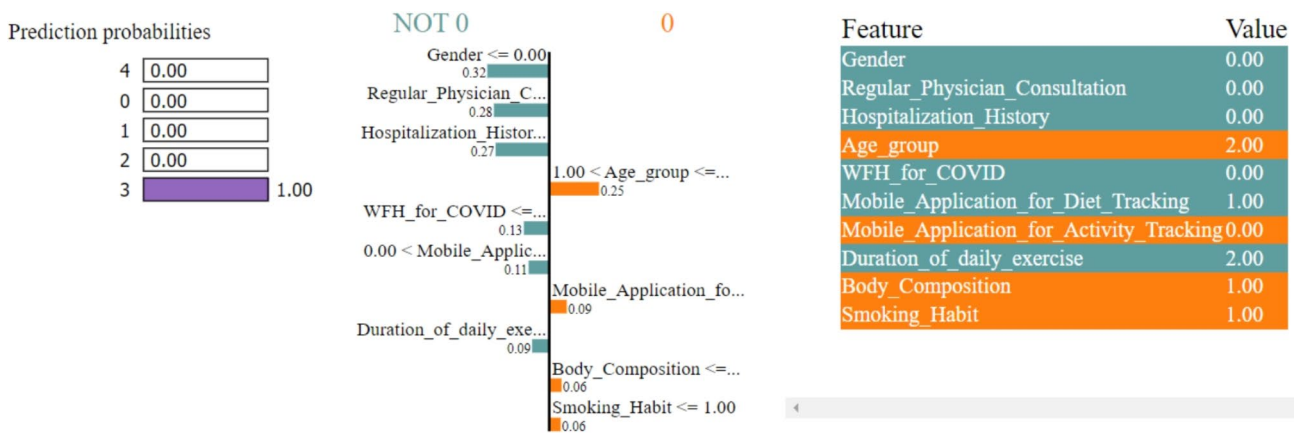 Prediction probabilities
4 0.00
0 0.00
1 0.00
2 0.00
3 1.00
NOT 0 0
Gender <= 0.00
0.32
Regular_Physician_C...
0.28
Hospitalization_Histor...
0.27
1.00 < Age_group <=...
0.25
WFH_for_COVID <=...
0.13
0.00 < Mobile_Applic...
0.11
Mobile_Application_fo...
0.09
Duration_of_daily_exe...
0.09
Body_Composition <=...
0.06
Smoking_Habit <= 1.00
0.06
Feature Value
Gender 0.00
Regular_Physician_Consultation 0.00
Hospitalization_History 0.00
Age_group 2.00
WFH_for_COVID 0.00
Mobile_Application_for_Diet_Tracking 1.00
Mobile_Application_for_Activity_Tracking 0.00
Duration_of_daily_exercise 2.00
Body_Composition 1.00
Smoking_Habit 1.00